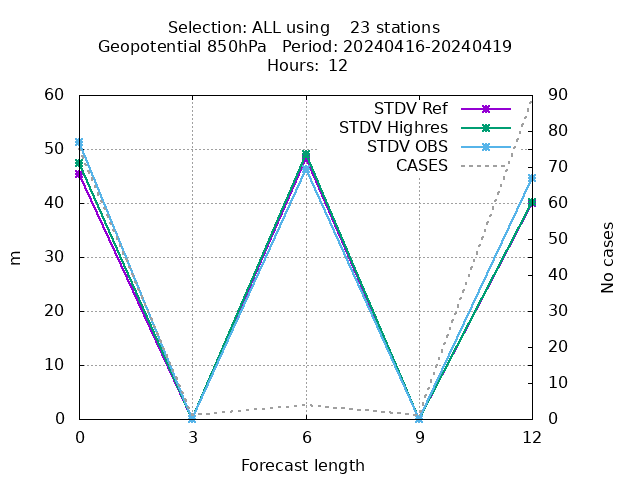 Selection: ALL using    23 stations
Geopotential 850hPa   Period: 20240416-20240419
Hours:  12
STDV Ref
STDV Highres
STDV OBS
CASES
60
50
40
30
20
10
0
m
90
80
70
60
50
40
30
20
10
0
No cases
0 3 6 9 12
Forecast length